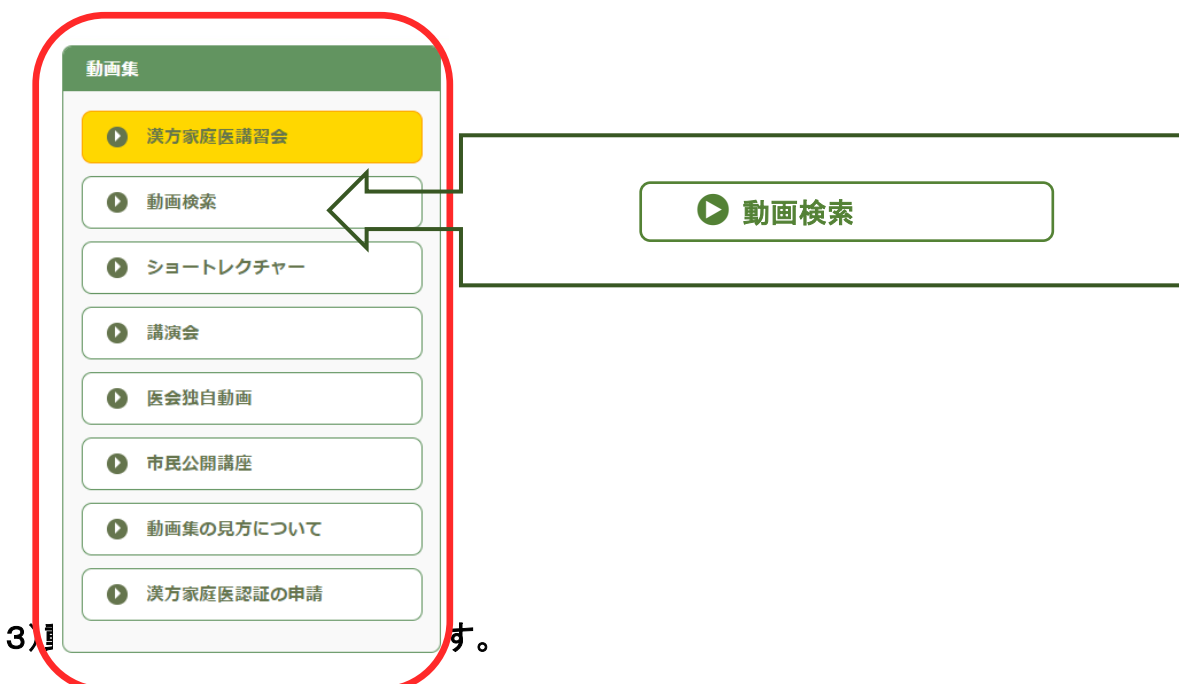 動画集
漢方家庭医講習会
動画検索
動画検索
ショートレクチャー
講演会
医会独自動画
市民公開講座
動画集の見方について
漢方家庭医認証の申請
3)
す。